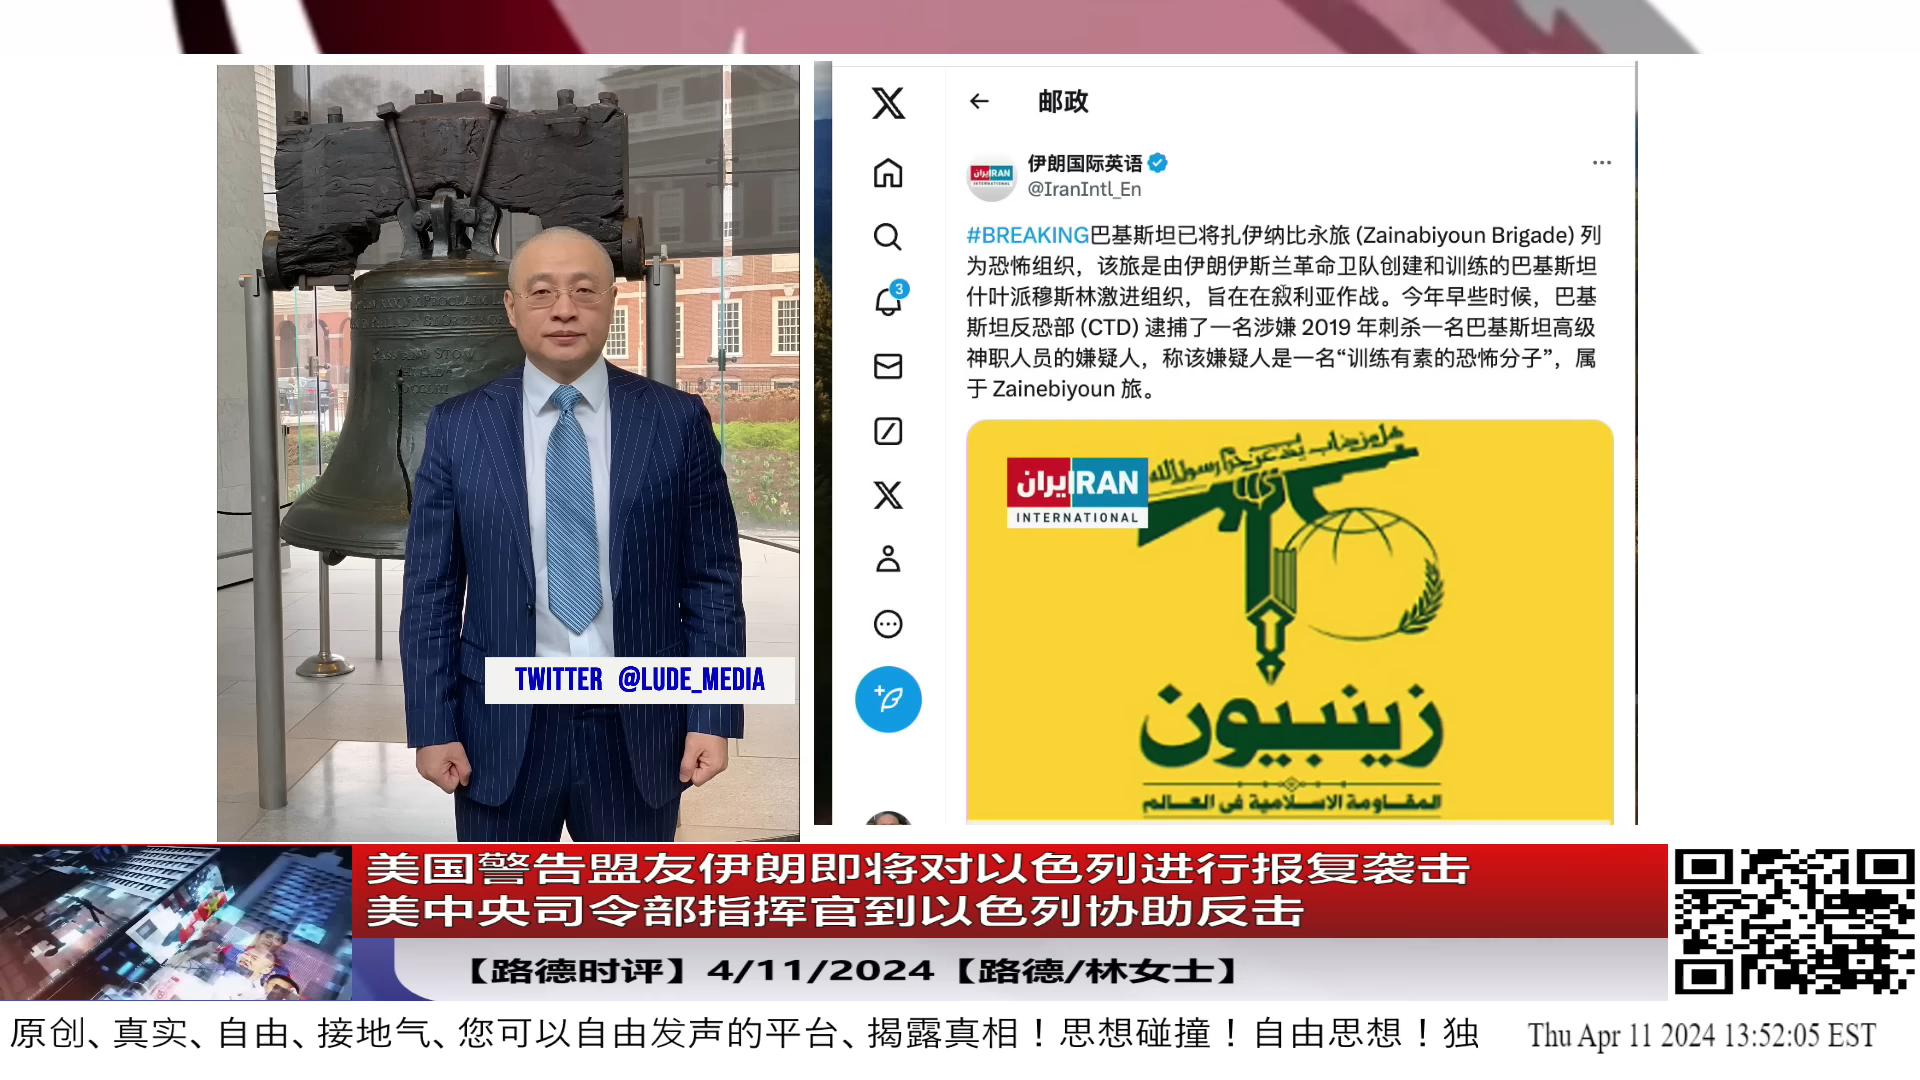 邮政
伊朗国际英语
@IranIntl_En
#BREAKING巴基斯坦已将扎伊纳比永旅 (Zainabiyoun Brigade) 列
为恐怖组织，该旅是由伊朗伊斯兰革命卫队创建和训练的巴基斯坦
什叶派穆斯林激进组织，旨在在叙利亚作战。今年早些时候，巴基
斯坦反恐部 (CTD) 逮捕了一名涉嫌 2019 年刺杀一名巴基斯坦高级
神职人员的嫌疑人，称该嫌疑人是一名“训练有素的恐怖分子”，属
于 Zainebiyoun 旅。
3
ایران IRAN
INTERNATIONAL
زينبيون
المقاومة الاسلامية في العالم
PASS AND STOW
TWITTER @LUDE_MEDIA
美国警告盟友伊朗即将对以色列进行报复袭击
美中央司令部指挥官到以色列协助反击
【路德时评】4/11/2024【路德/林女士】
原创、真实、自由、接地气、您可以自由发声的平台、揭露真相！思想碰撞！自由思想！独
Thu Apr 11 2024 13:52:05 EST